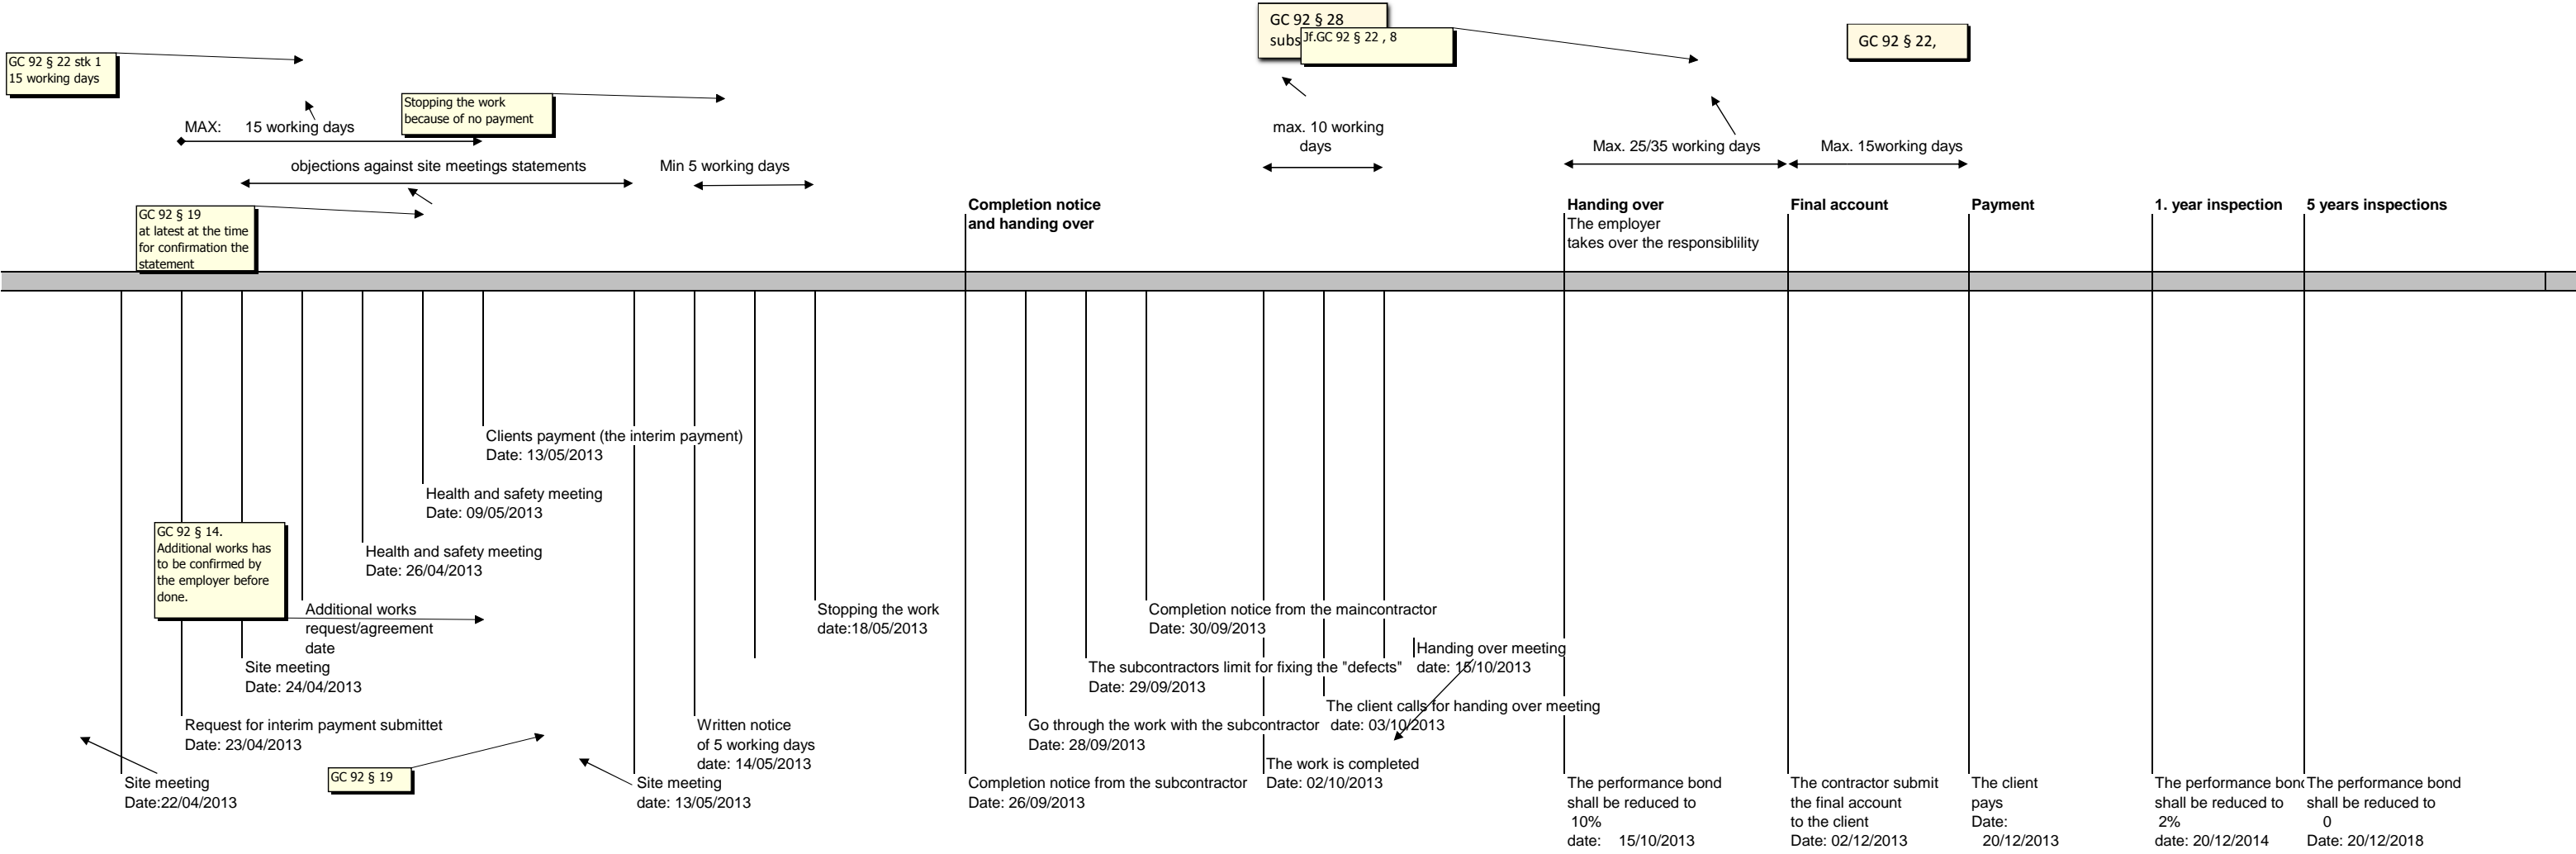 GC 92 § 28
subs
Jf.GC 92 § 22 , 8
GC 92 § 22,
GC 92 § 22 stk 1
15 working days
Stopping the work
because of no payment
MAX: 15 working days
objections against site meetings statements
Min 5 working days
max. 10 working
days
Max. 25/35 working days
Max. 15working days
GC 92 § 19
at latest at the time
for confirmation the
statement
Completion notice
and handing over
Handing over
The employer
takes over the responsiblility
Final account
Payment
1. year inspection
5 years inspections
Clients payment (the interim payment)
Date: 13/05/2013
Health and safety meeting
Date: 09/05/2013
GC 92 § 14.
Additional works has
to be confirmed by
the employer before
done.
Health and safety meeting
Date: 26/04/2013
Additional works
request/agreement
date
Stopping the work
date:18/05/2013
Completion notice from the maincontractor
Date: 30/09/2013
Handing over meeting
date: 15/10/2013
Site meeting
Date: 24/04/2013
The subcontractors limit for fixing the "defects"
Date: 29/09/2013
The client calls for handing over meeting
date: 03/10/2013
Request for interim payment submittet
Date: 23/04/2013
Written notice
of 5 working days
date: 14/05/2013
Go through the work with the subcontractor
Date: 28/09/2013
The work is completed
Date: 02/10/2013
GC 92 § 19
Site meeting
Date:22/04/2013
Site meeting
date: 13/05/2013
Completion notice from the subcontractor
Date: 26/09/2013
The performance bond
shall be reduced to
10%
date: 15/10/2013
The contractor submit
the final account
to the client
Date: 02/12/2013
The client
pays
Date:
20/12/2013
The performance bond
shall be reduced to
2%
date: 20/12/2014
The performance bond
shall be reduced to
0
Date: 20/12/2018